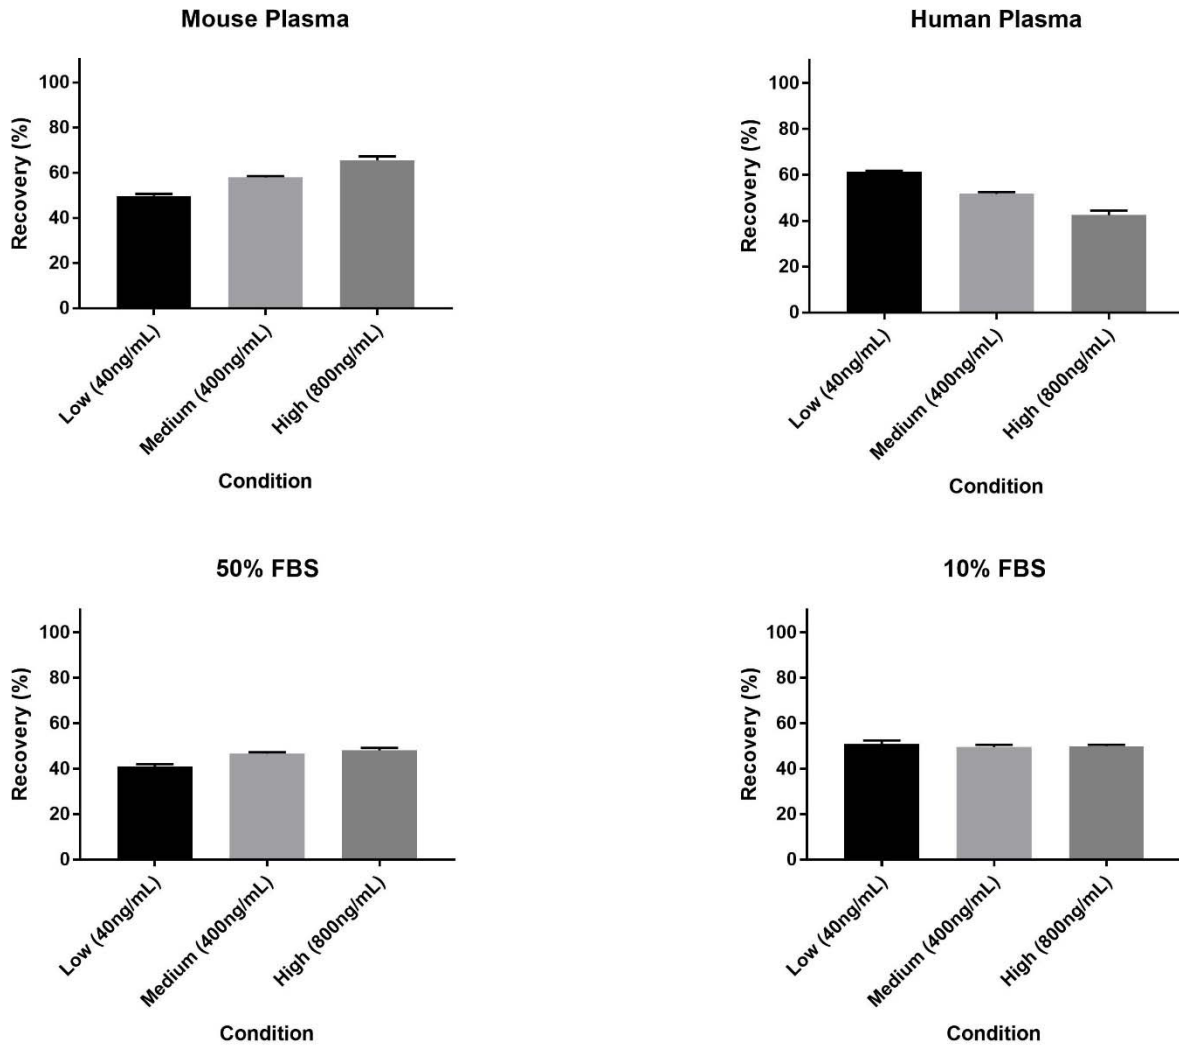 Mouse Plasma
Recovery (%)
100
80
60
40
20
0
Low (40ng/mL)
Medium (400ng/mL)
High (800ng/mL)
Condition
Human Plasma
Recovery (%)
100
80
60
40
20
0
Low (40ng/mL)
Medium (400ng/mL)
High (800ng/mL)
Condition
50% FBS
Recovery (%)
100
80
60
40
20
0
Low (40ng/mL)
Medium (400ng/mL)
High (800ng/mL)
Condition
10% FBS
Recovery (%)
100
80
60
40
20
0
Low (40ng/mL)
Medium (400ng/mL)
High (800ng/mL)
Condition